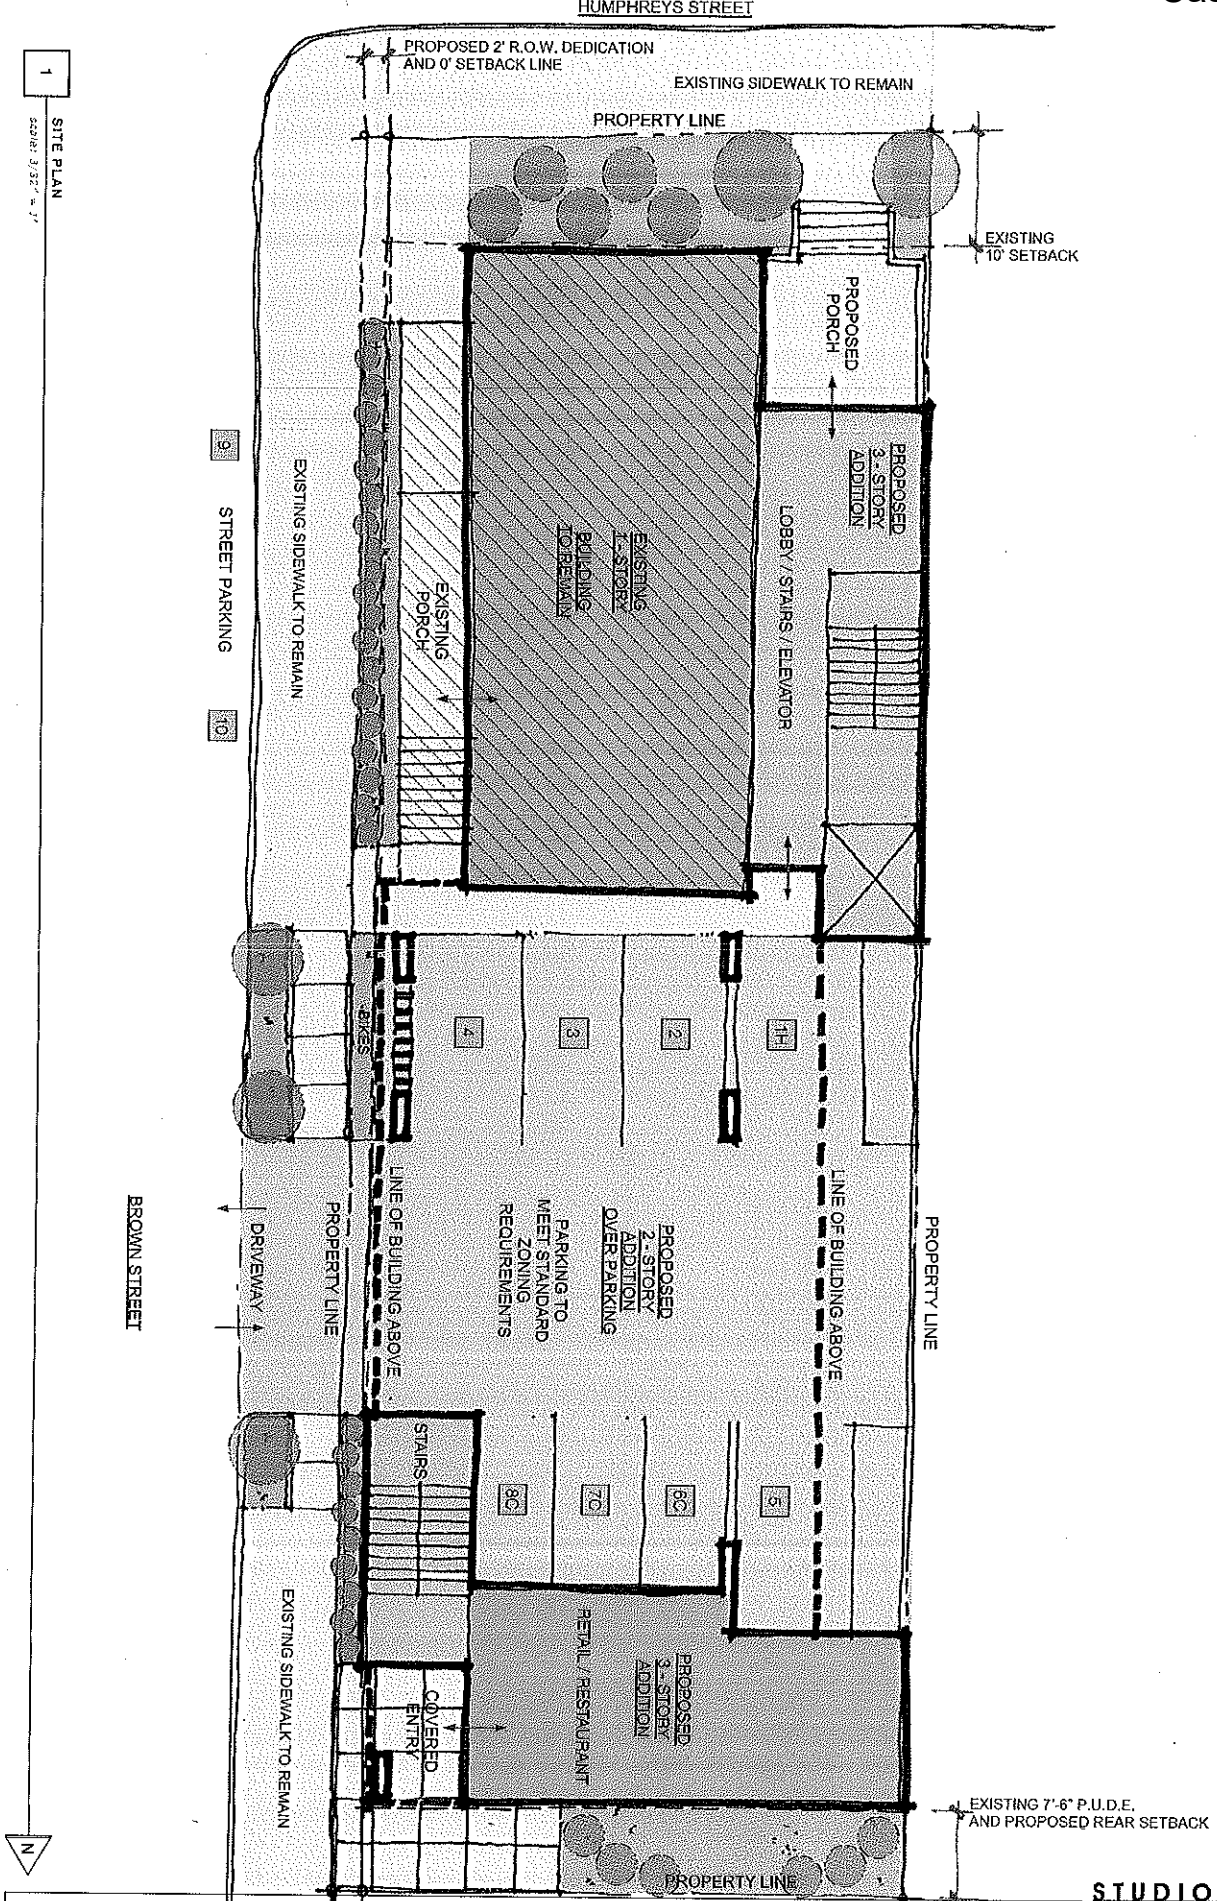 HUMPHREYS STREET
PROPOSED 2' R.O.W. DEDICATION
AND 0' SETBACK LINE
EXISTING SIDEWALK TO REMAIN
PROPERTY LINE
EXISTING
10' SETBACK
PROPOSED
PORCH
PROPOSED
3 - STORY
ADDITION
LOBBY / STAIRS / ELEVATOR
EXISTING
1 - STORY
BUILDING
TO REMAIN
EXISTING
PORCH
EXISTING SIDEWALK TO REMAIN
9
STREET PARKING
10
1
SITE PLAN
scale: 3/32" = 1'
BIKES
4
3
2
1H
LINE OF BUILDING ABOVE
PROPERTY LINE
PROPOSED
2 - STORY
ADDITION
OVER PARKING
PARKING TO
MEET STANDARD
ZONING
REQUIREMENTS
LINE OF BUILDING ABOVE
PROPERTY LINE
DRIVEWAY
BROWN STREET
STAIRS
8C
7C
6C
5
PROPOSED
3 - STORY
ADDITION
RETAIL / RESTAURANT
COVERED
ENTRY
EXISTING SIDEWALK TO REMAIN
EXISTING 7'-6" P.U.D.E.
AND PROPOSED REAR SETBACK
PROPERTY LINE
N
STUDIO